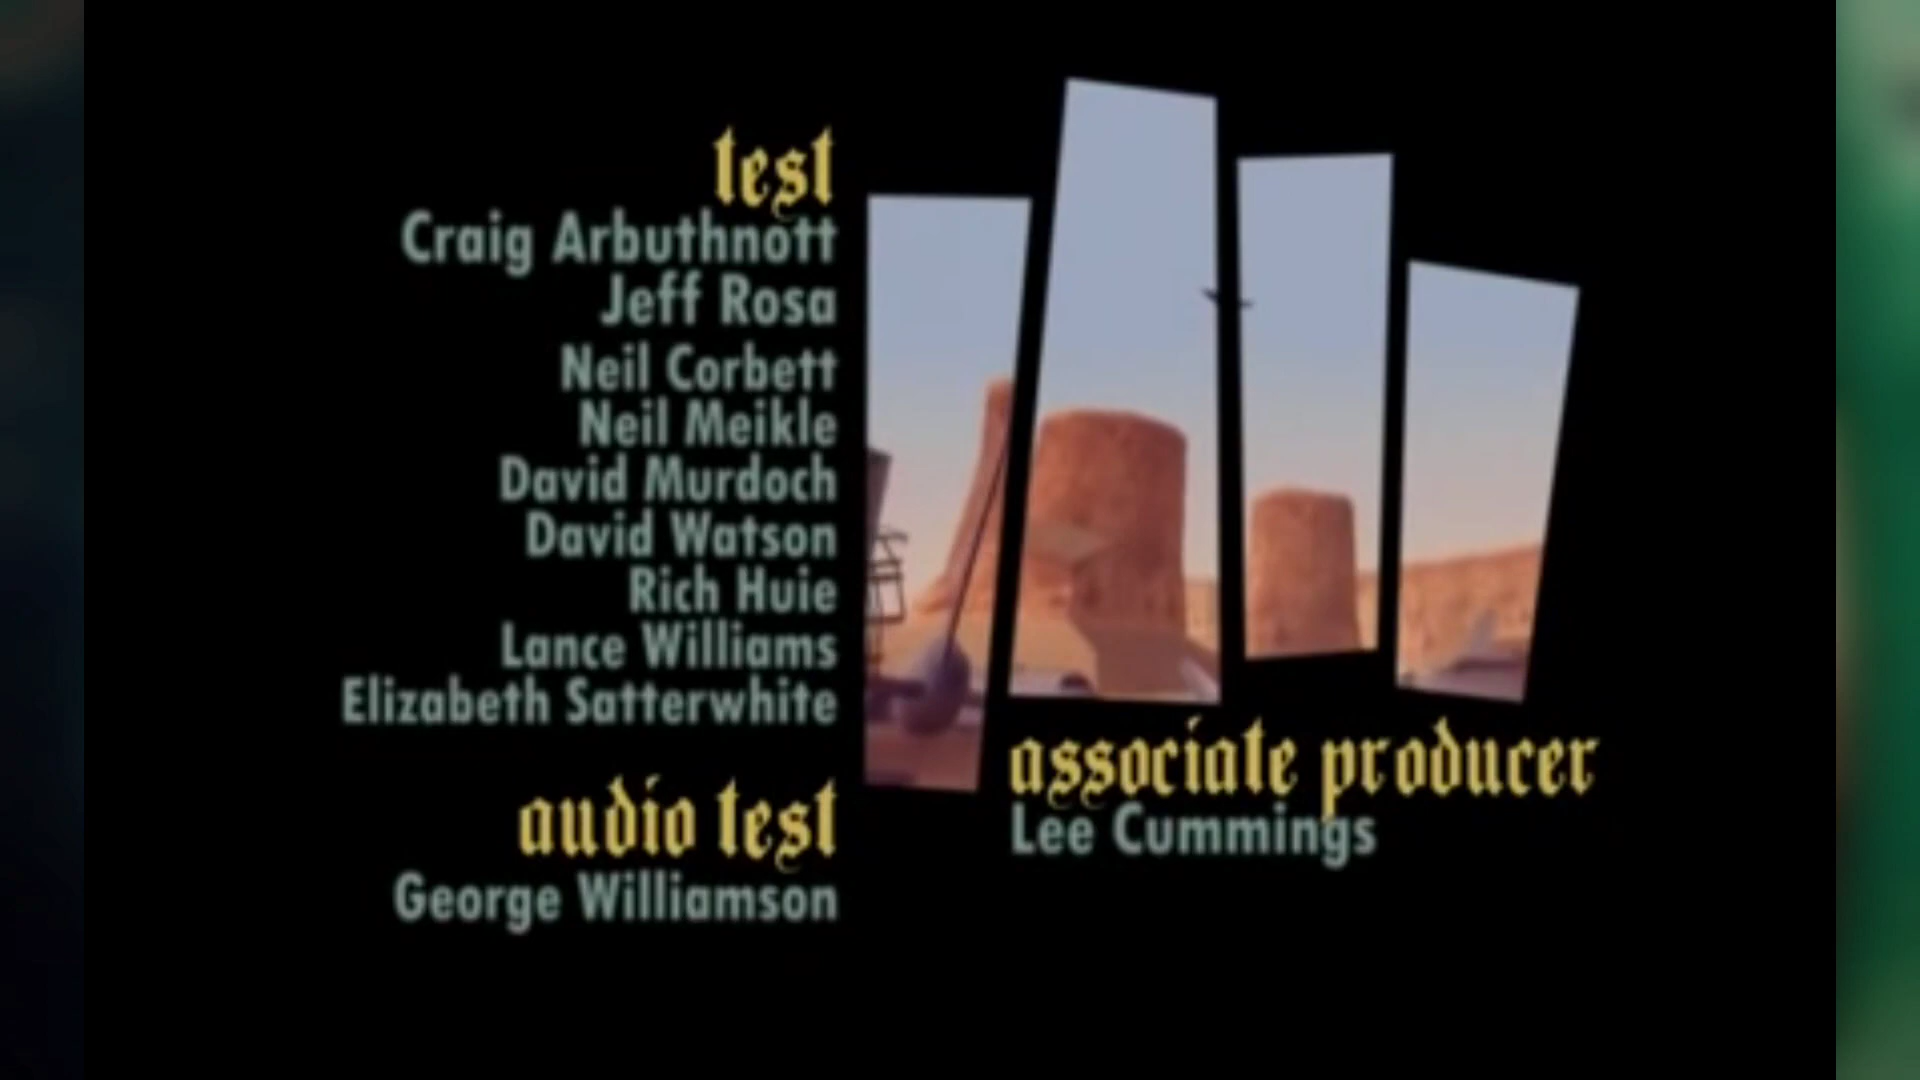 test
Craig Arbuthnott
Jeff Rosa
Neil Corbett
Neil Meikle
David Murdoch
David Watson
Rich Huie
Lance Williams
Elizabeth Satterwhite
audio test
George Williamson
associate producer
Lee Cummings